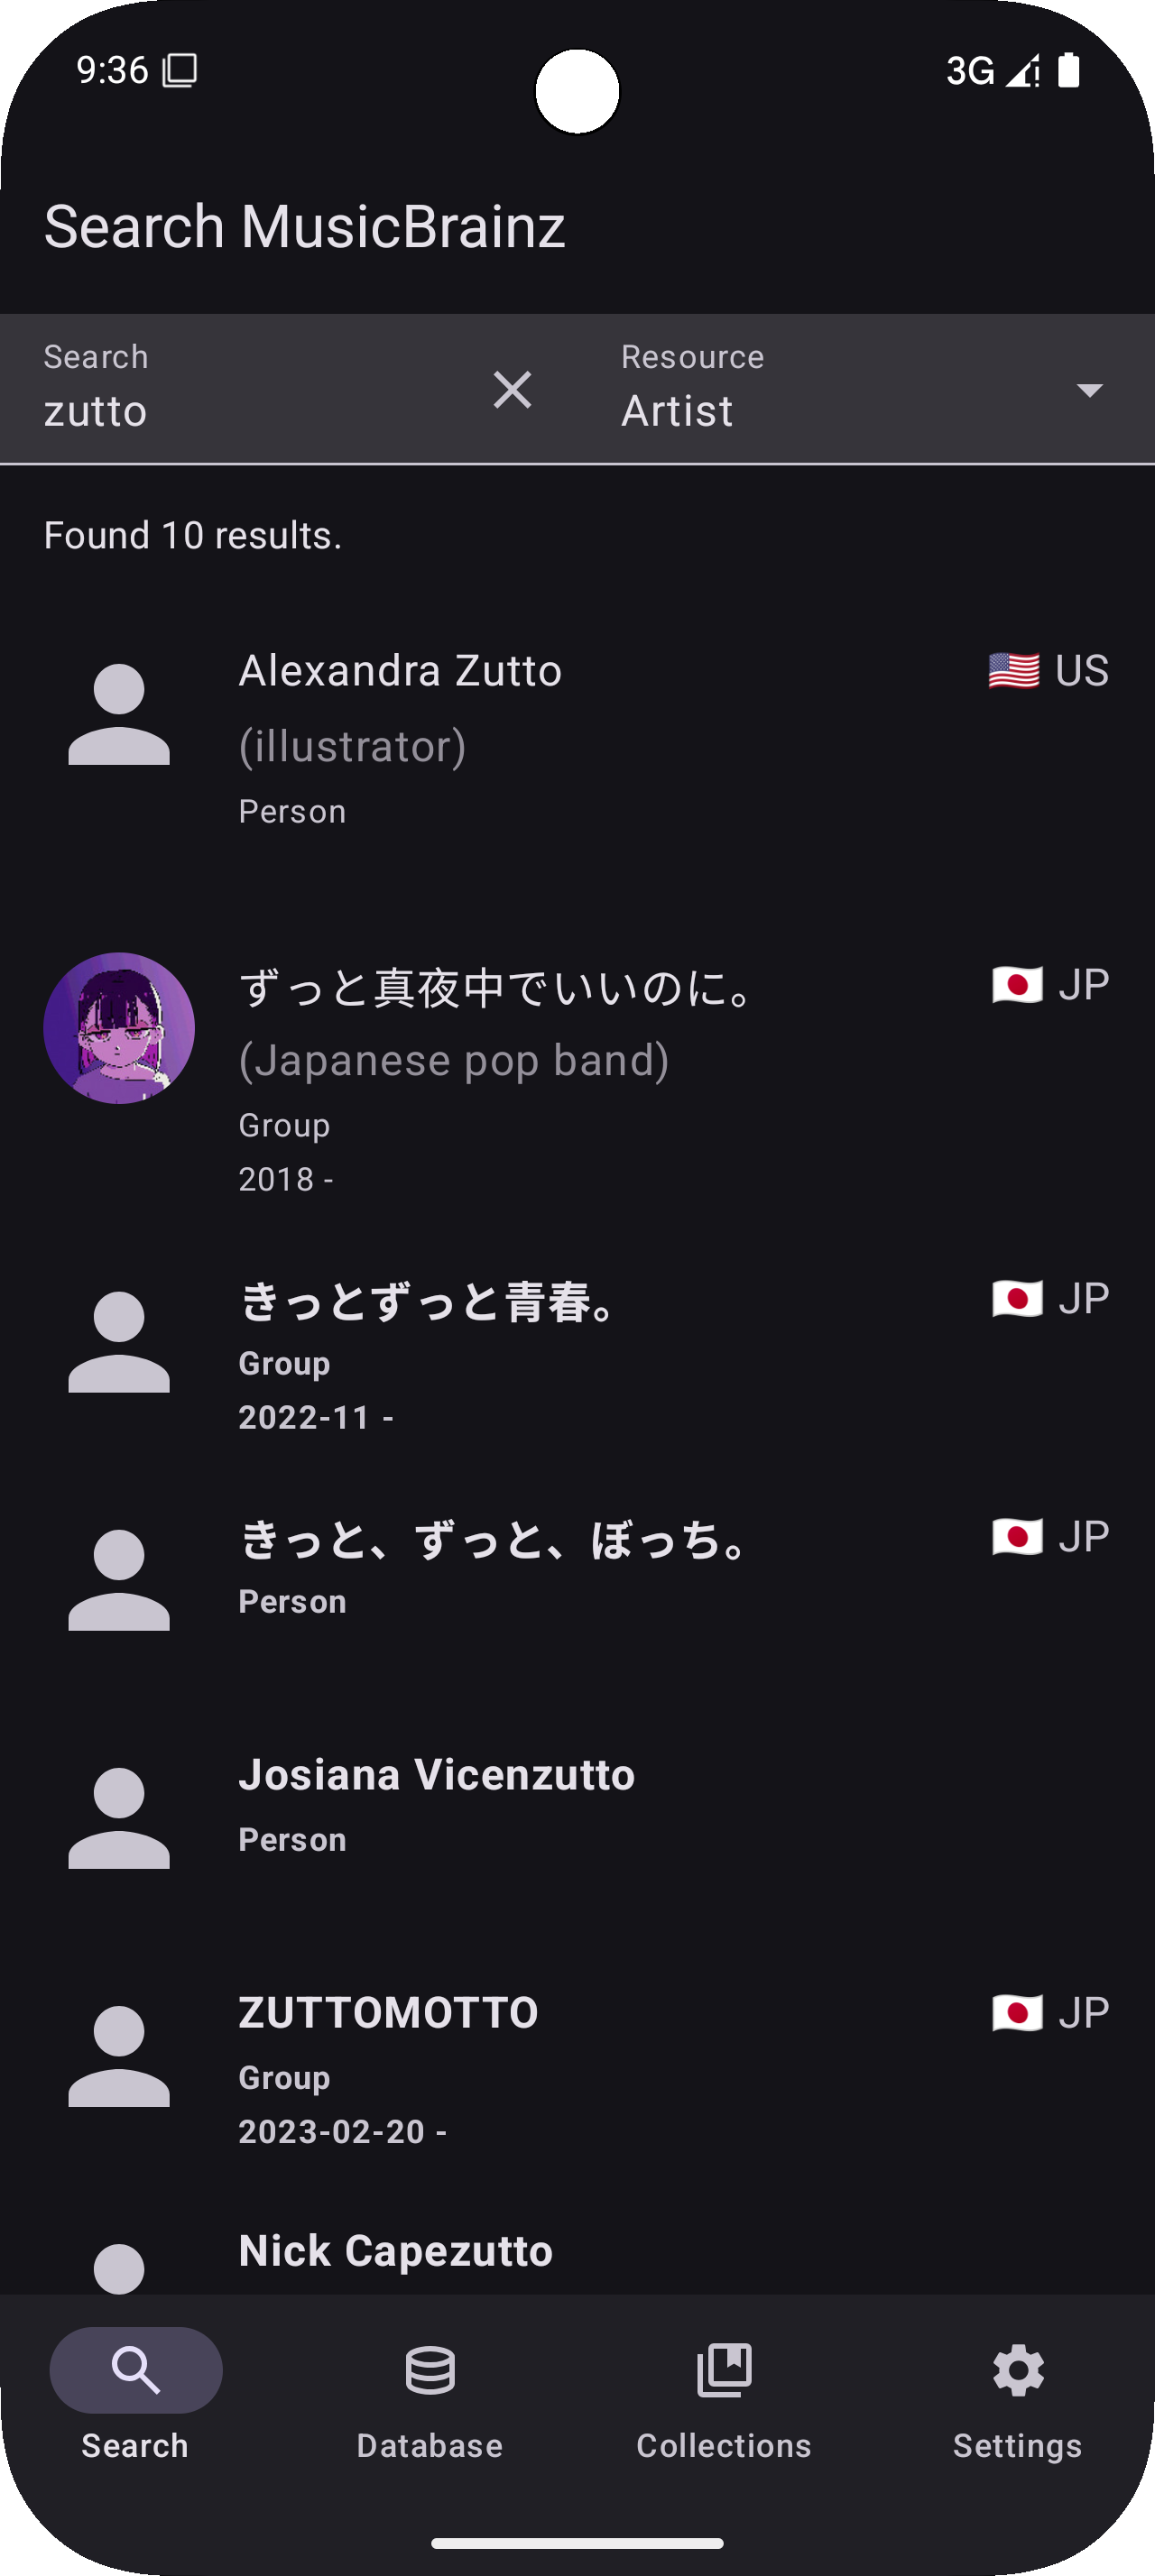 9:36
3G
Search MusicBrainz
Search
zutto
Resource
Artist
Found 10 results.
Alexandra Zutto
🇺🇸 US
(illustrator)
Person
ずっと真夜中でいいのに。
🇯🇵 JP
(Japanese pop band)
Group
2018 -
きっとずっと青春。
🇯🇵 JP
Group
2022-11 -
きっと、ずっと、ぼっち。
🇯🇵 JP
Person
Josiana Vicenzutto
Person
ZUTTOMOTTO
🇯🇵 JP
Group
2023-02-20 -
Nick Capezutto
Search
Database
Collections
Settings